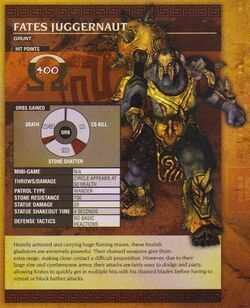 FATES JUGGERNAUT
GRUNT
HIT POINTS
400
ORBS GAINED
DEATH
CS KILL
ORB
100
STONE SHATTER
MINI-GAME N/A
THROWS/DAMAGE CIRCLE APPEARS AT
50 HEALTH
PATROL TYPE WANDER
STONE RESISTANCE 700
STATUE DAMAGE 20
STATUE SHAKEOUT TIME 4 SECONDS
DEFENSE TACTICS NO BASIC
REACTIONS
Heavily armored and carrying huge flaming maces, these brutish
gladiators are extremely powerful. Their chained weapons give them
extra range, making close contact a difficult proposition. However, due to their
large size and cumbersome armor, their attacks are fairly easy to dodge and parry,
allowing Kratos to quickly get in multiple hits with his chained blades before having to
retreat or block further attacks.